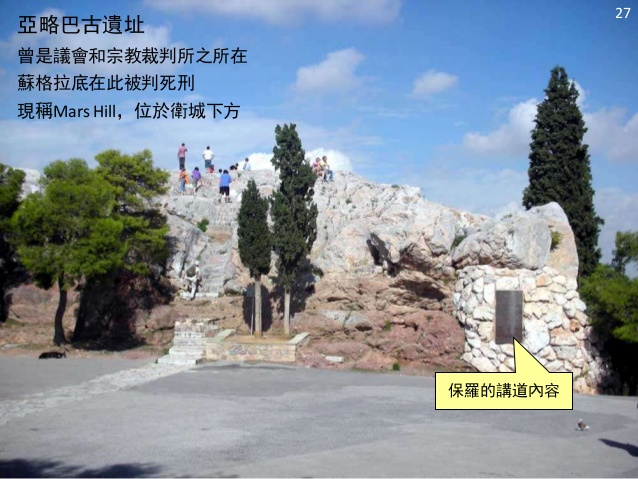 27
亞略巴古遺址
曾是議會和宗教裁判所之所在
蘇格拉底在此被判死刑
現稱Mars Hill，位於衛城下方
保羅的講道內容